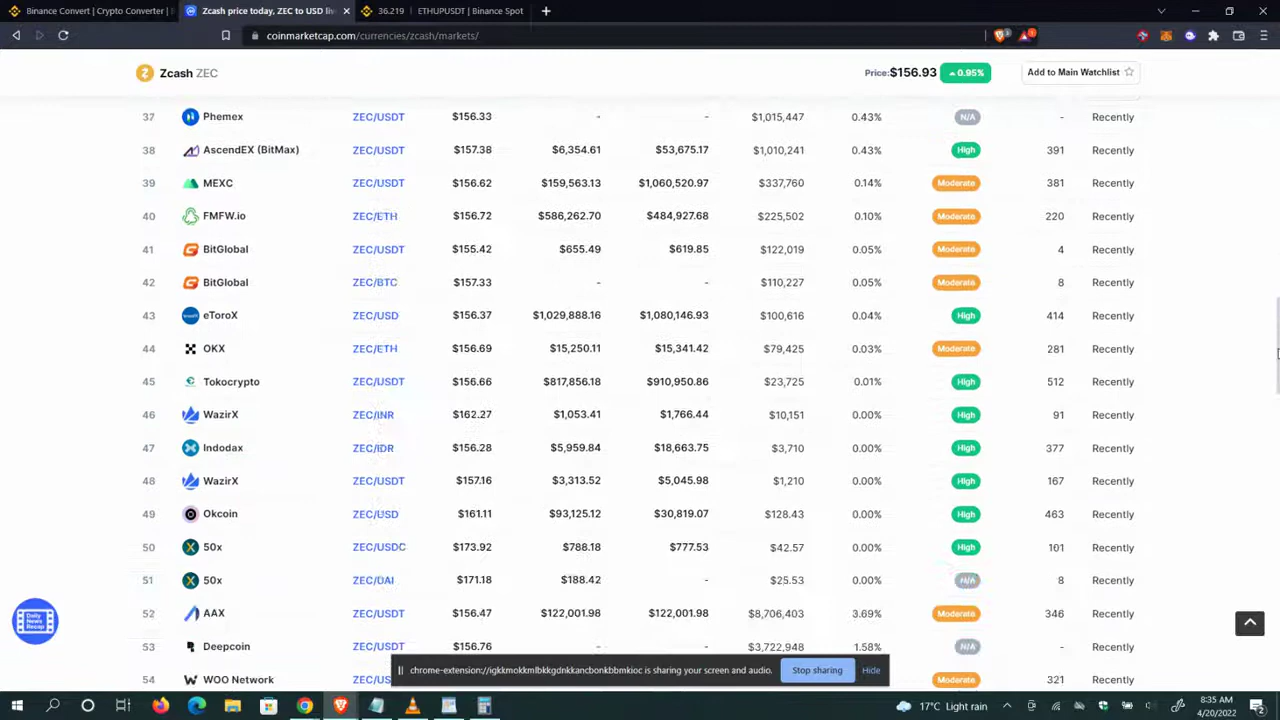 Binance Convert | Crypto Converter |
Zcash price today, ZEC to USD liv
36.219 | ETHUPUSDT | Binance Spot
coinmarketcap.com/currencies/zcash/markets/
Zcash ZEC
Price: $156.93 0.95%
Add to Main Watchlist
37 Phemex ZEC/USDT $156.33 - - $1,015,447 0.43% N/A - Recently
38 AscendEX (BitMax) ZEC/USDT $157.38 $6,354.61 $53,675.17 $1,010,241 0.43% High 391 Recently
39 MEXC ZEC/USDT $156.62 $159,563.13 $1,060,520.97 $337,760 0.14% Moderate 381 Recently
40 FMFW.io ZEC/ETH $156.72 $586,262.70 $484,927.68 $225,502 0.10% Moderate 220 Recently
41 BitGlobal ZEC/USDT $155.42 $655.49 $619.85 $122,019 0.05% Moderate 4 Recently
42 BitGlobal ZEC/BTC $157.33 - - $110,227 0.05% Moderate 8 Recently
43 eToroX ZEC/USD $156.37 $1,029,888.16 $1,080,146.93 $100,616 0.04% High 414 Recently
44 OKX ZEC/ETH $156.69 $15,250.11 $15,341.42 $79,425 0.03% Moderate 281 Recently
45 Tokocrypto ZEC/USDT $156.66 $817,856.18 $910,950.86 $23,725 0.01% High 512 Recently
46 WazirX ZEC/INR $162.27 $1,053.41 $1,766.44 $10,151 0.00% High 91 Recently
47 Indodax ZEC/IDR $156.28 $5,959.84 $18,663.75 $3,710 0.00% High 377 Recently
48 WazirX ZEC/USDT $157.16 $3,313.52 $5,045.98 $1,210 0.00% High 167 Recently
49 Okcoin ZEC/USD $161.11 $93,125.12 $30,819.07 $128.43 0.00% High 463 Recently
50 50x ZEC/USDC $173.92 $788.18 $777.53 $42.57 0.00% High 101 Recently
51 50x ZEC/DAI $171.18 $188.42 - $25.53 0.00% N/A 8 Recently
52 AAX ZEC/USDT $156.47 $122,001.98 $122,001.98 $8,706,403 3.69% Moderate 346 Recently
53 Deepcoin ZEC/USDT $156.76 - - $3,722,948 1.58% N/A - Recently
54 WOO Network ZEC/US Moderate 321 Recently
Daily News Recap
chrome-extension://igkkmokkmlbkkgdnkkancbonkbbmkioc is sharing your screen and audio. Stop sharing Hide
17°C Light rain
8:35 AM
4/20/2022